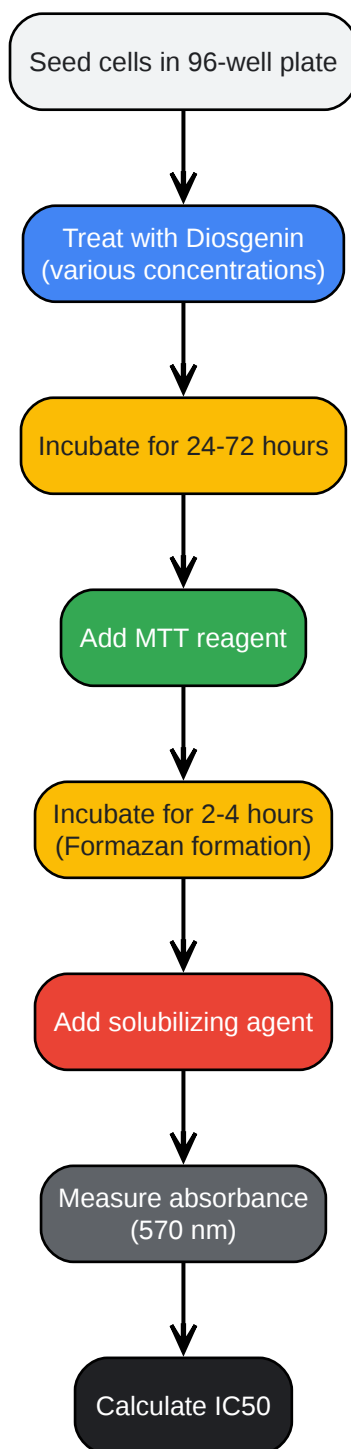 Seed cells in 96-well plate
Treat with Diosgenin
(various concentrations)
Incubate for 24-72 hours
Add MTT reagent
Incubate for 2-4 hours
(Formazan formation)
Add solubilizing agent
Measure absorbance
(570 nm)
Calculate IC50